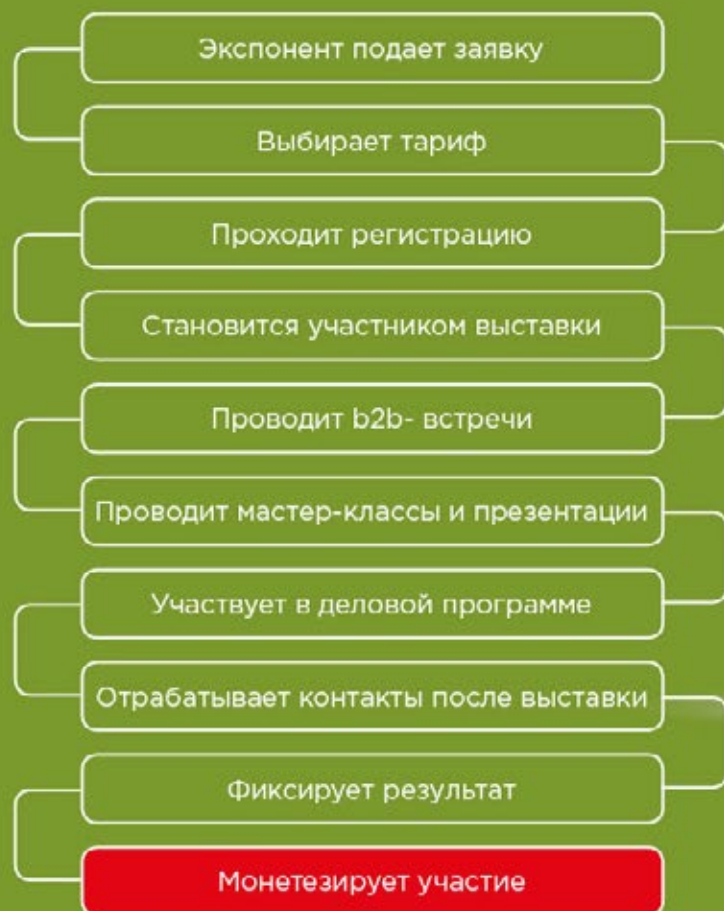 Экспонент подает заявку
Выбирает тариф
Проходит регистрацию
Становится участником выставки
Проводит b2b- встречи
Проводит мастер-классы и презентации
Участвует в деловой программе
Отрабатывает контакты после выставки
Фиксирует результат
Монетезирует участие